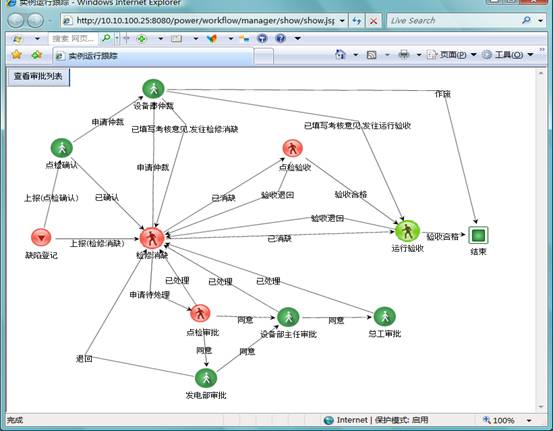 实例运行跟踪 - Windows Internet Explorer
http://10.10.100.25:8080/power/workflow/manager/show/show.jsp
Live Search
搜索 网页...
实例运行跟踪
页面(P)
工具(O)
查看审批列表
设备部仲裁
作废
申请仲裁
已填写考核意见,发往检修消缺
已填写考核意见,发往运行验收
点检确认
点检验收
申请仲裁
上报(点检确认)
已确认
已消缺
验收退回
验收合格
验收退回
缺陷登记
上报(检修消缺)
检修消缺
已消缺
运行验收
验收合格
结束
已处理
已处理
已处理
申请待处理
点检审批
同意
设备部主任审批
同意
总工审批
同意
同意
退回
发电部审批
完成
Internet | 保护模式: 启用
100%